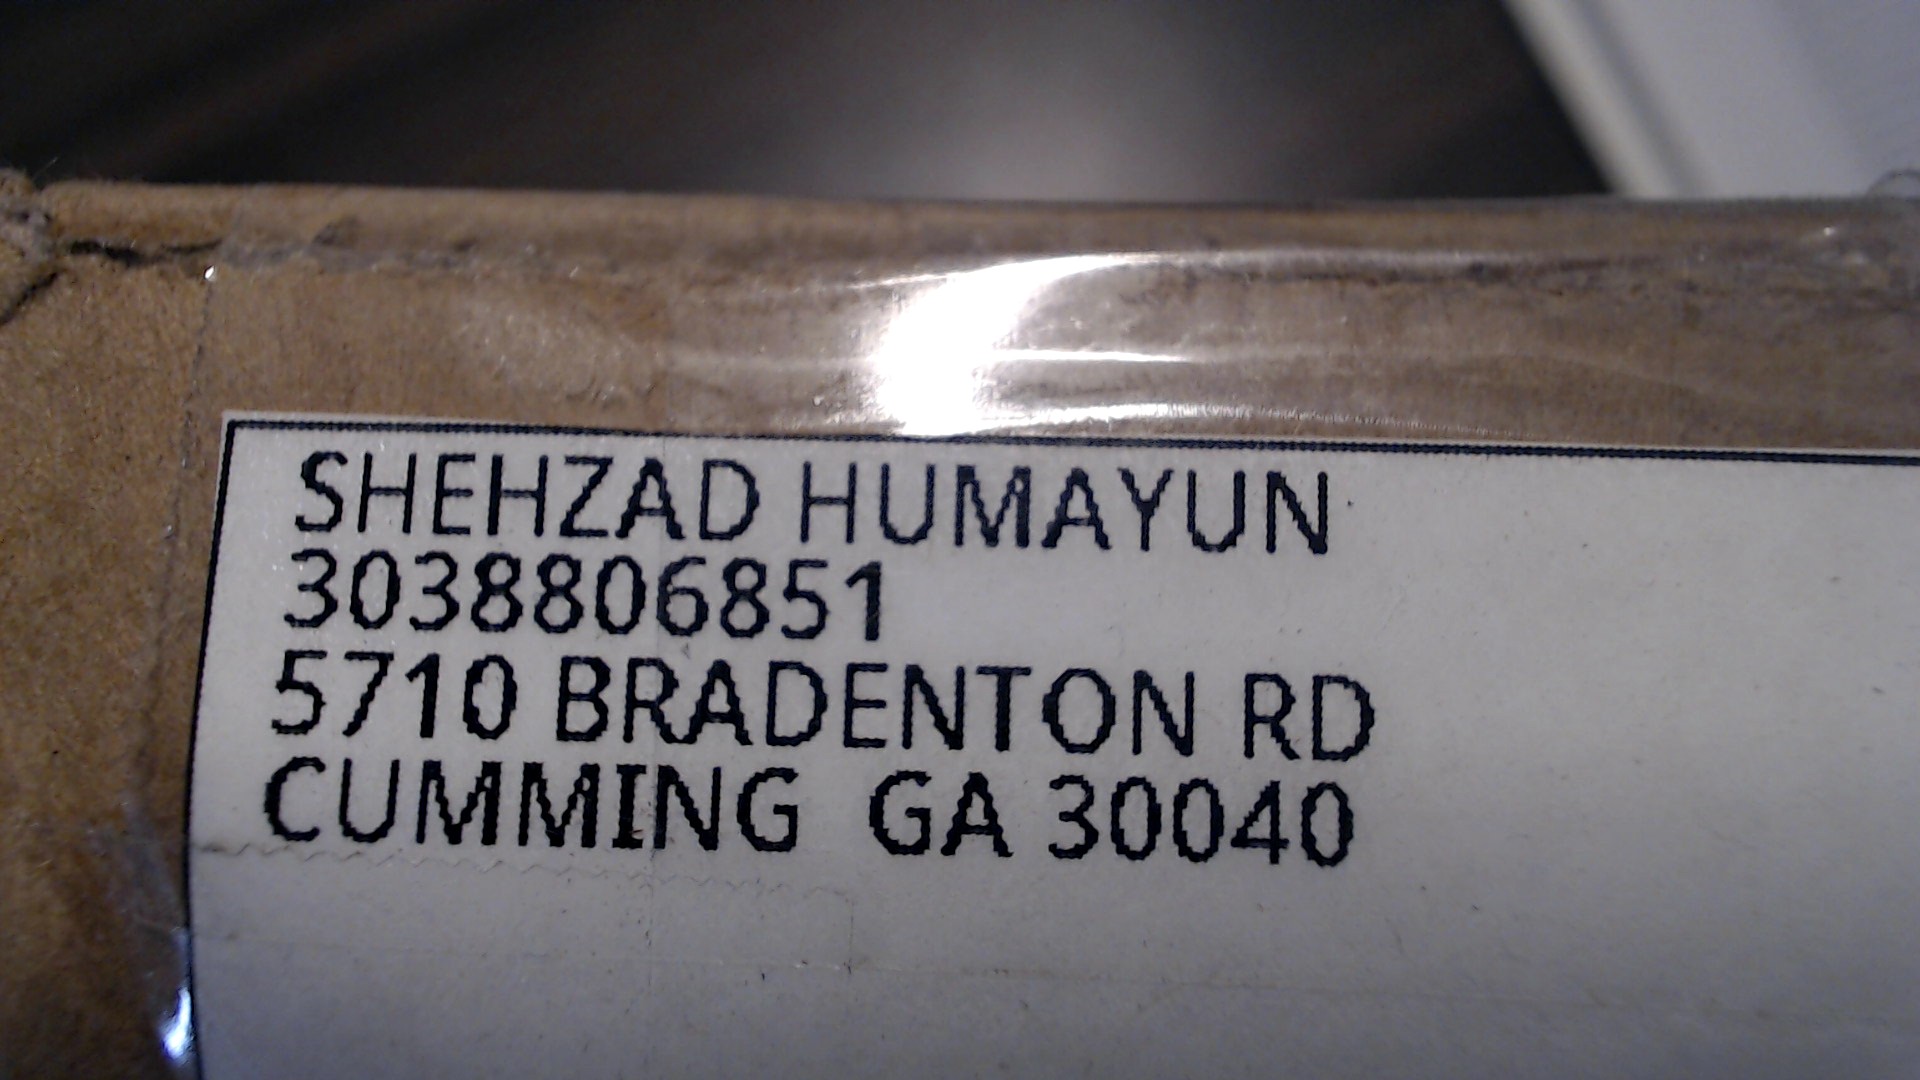 SHEHZAD HUMAYUN
3038806851
5710 BRADENTON RD
CUMMING  GA 30040